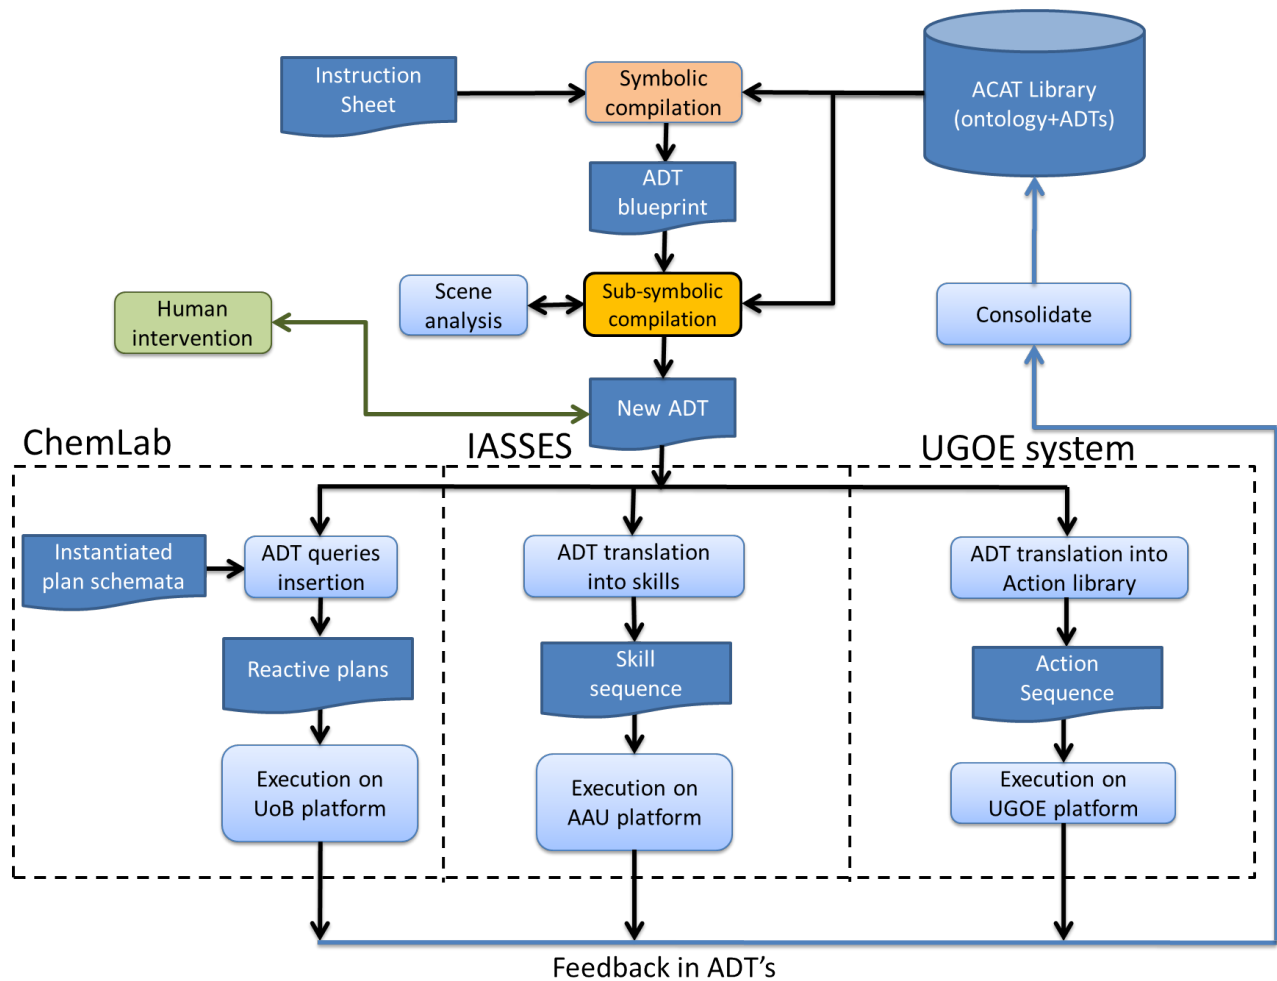 Instruction
Sheet
Symbolic
compilation
ACAT Library
(ontology+ADTs)
ADT
blueprint
Scene
analysis
Sub-symbolic
compilation
Human
intervention
Consolidate
New ADT
ChemLab
IASSES
UGOE system
Instantiated
plan schemata
ADT queries
insertion
ADT translation
into skills
ADT translation into
Action library
Reactive plans
Skill
sequence
Action
Sequence
Execution on
UoB platform
Execution on
AAU platform
Execution on
UGOE platform
Feedback in ADT’s